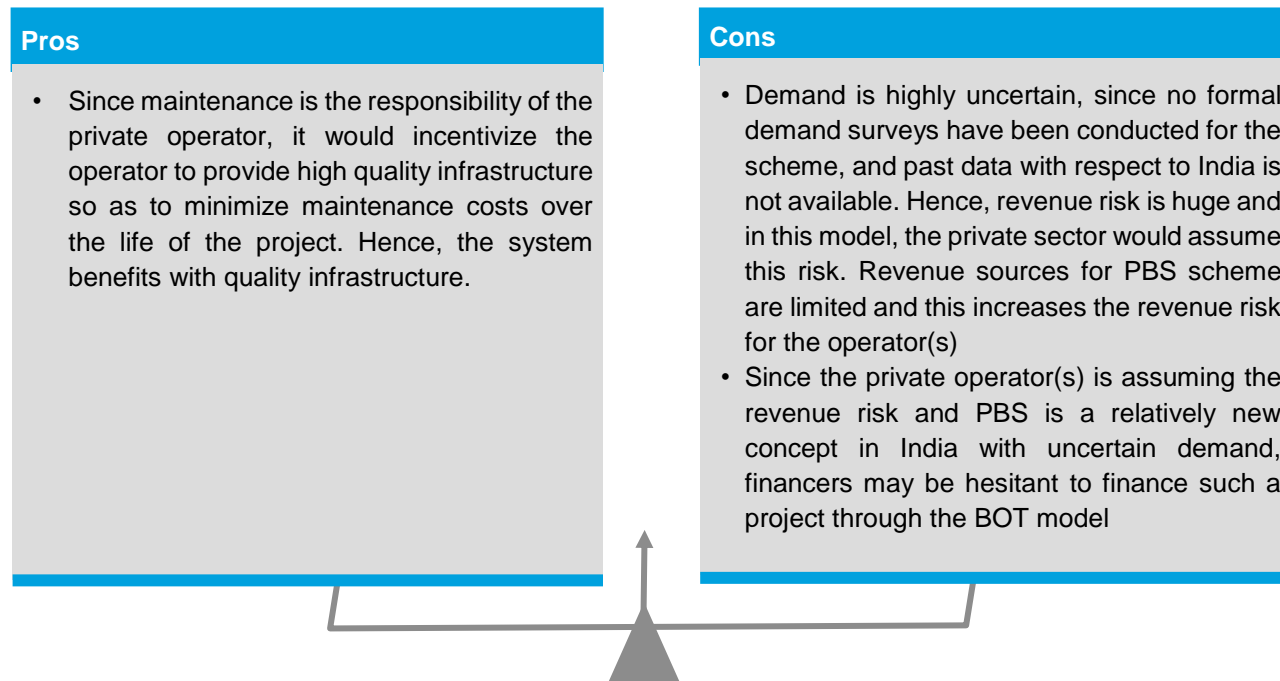 Pros
• Since maintenance is the responsibility of the
private operator, it would incentivize the
operator to provide high quality infrastructure
so as to minimize maintenance costs over
the life of the project. Hence, the system
benefits with quality infrastructure.
Cons
• Demand is highly uncertain, since no formal
demand surveys have been conducted for the
scheme, and past data with respect to India is
not available. Hence, revenue risk is huge and
in this model, the private sector would assume
this risk. Revenue sources for PBS scheme
are limited and this increases the revenue risk
for the operator(s)
• Since the private operator(s) is assuming the
revenue risk and PBS is a relatively new
concept in India with uncertain demand,
financers may be hesitant to finance such a
project through the BOT model